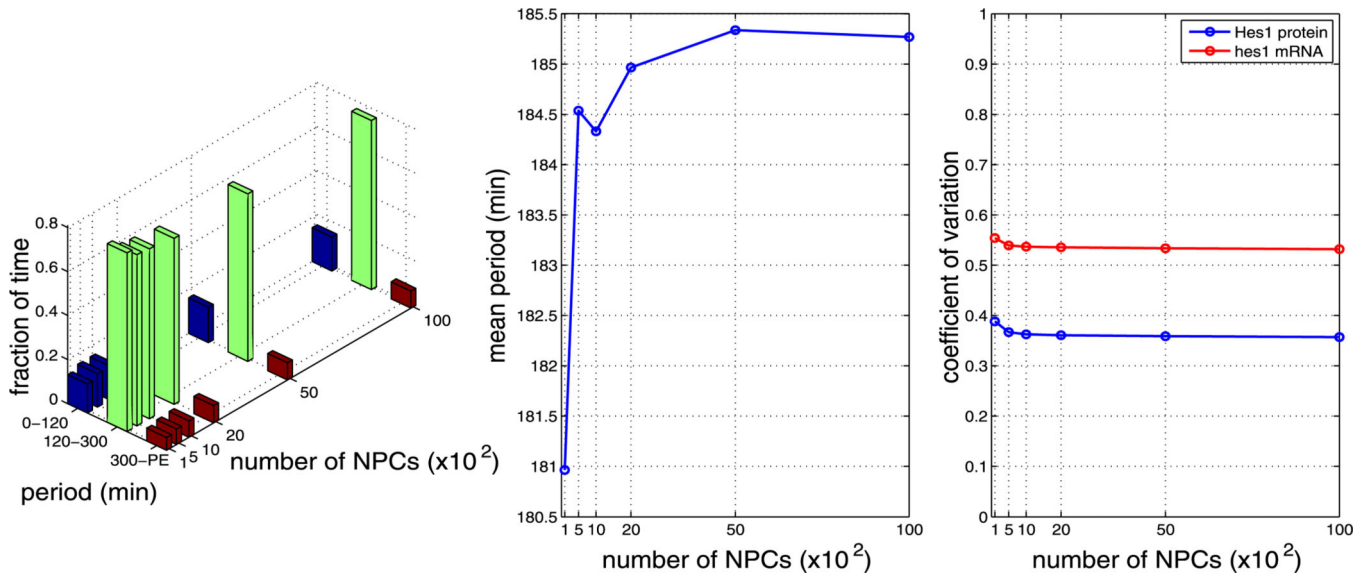 0.8
0.6
0.4
0.2
0
fraction of time
0−120
120−300
300−PE
period (min)
1
5
10
20
50
100
number of NPCs (x10²)
185.5
185
184.5
184
183.5
183
182.5
182
181.5
181
180.5
mean period (min)
1 5 10 20 50 100
number of NPCs (x10²)
1
0.9
0.8
0.7
0.6
0.5
0.4
0.3
0.2
0.1
0
coefficient of variation
Hes1 protein
hes1 mRNA
1 5 10 20 50 100
number of NPCs (x10²)